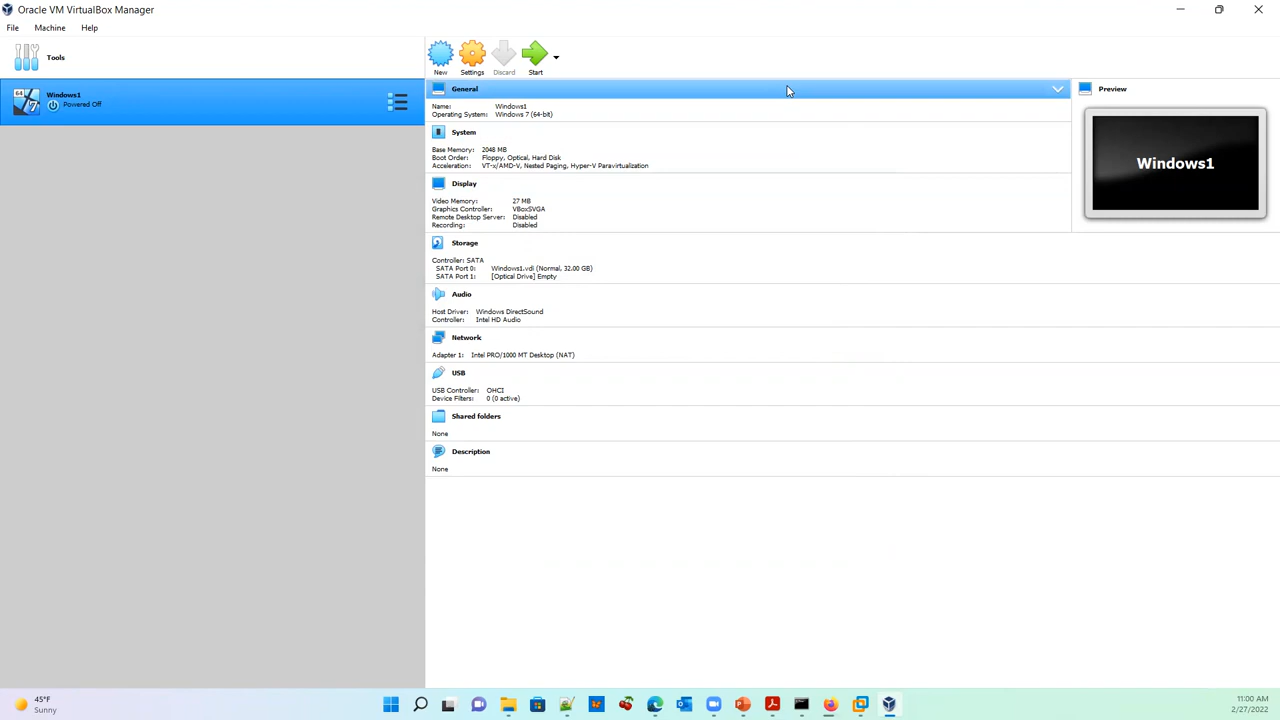 Oracle VM VirtualBox Manager
File Machine Help
Tools
New Settings Discard Start
64
7
Windows1
Powered Off
General
Name: Windows1
Operating System: Windows 7 (64-bit)
Preview
Windows1
System
Base Memory: 2048 MB
Boot Order: Floppy, Optical, Hard Disk
Acceleration: VT-x/AMD-V, Nested Paging, Hyper-V Paravirtualization
Display
Video Memory: 27 MB
Graphics Controller: VBoxSVGA
Remote Desktop Server: Disabled
Recording: Disabled
Storage
Controller: SATA
SATA Port 0: Windows1.vdi (Normal, 32.00 GB)
SATA Port 1: [Optical Drive] Empty
Audio
Host Driver: Windows DirectSound
Controller: Intel HD Audio
Network
Adapter 1: Intel PRO/1000 MT Desktop (NAT)
USB
USB Controller: OHCI
Device Filters: 0 (0 active)
Shared folders
None
Description
None
45°F
Sunny
11:00 AM
2/27/2022